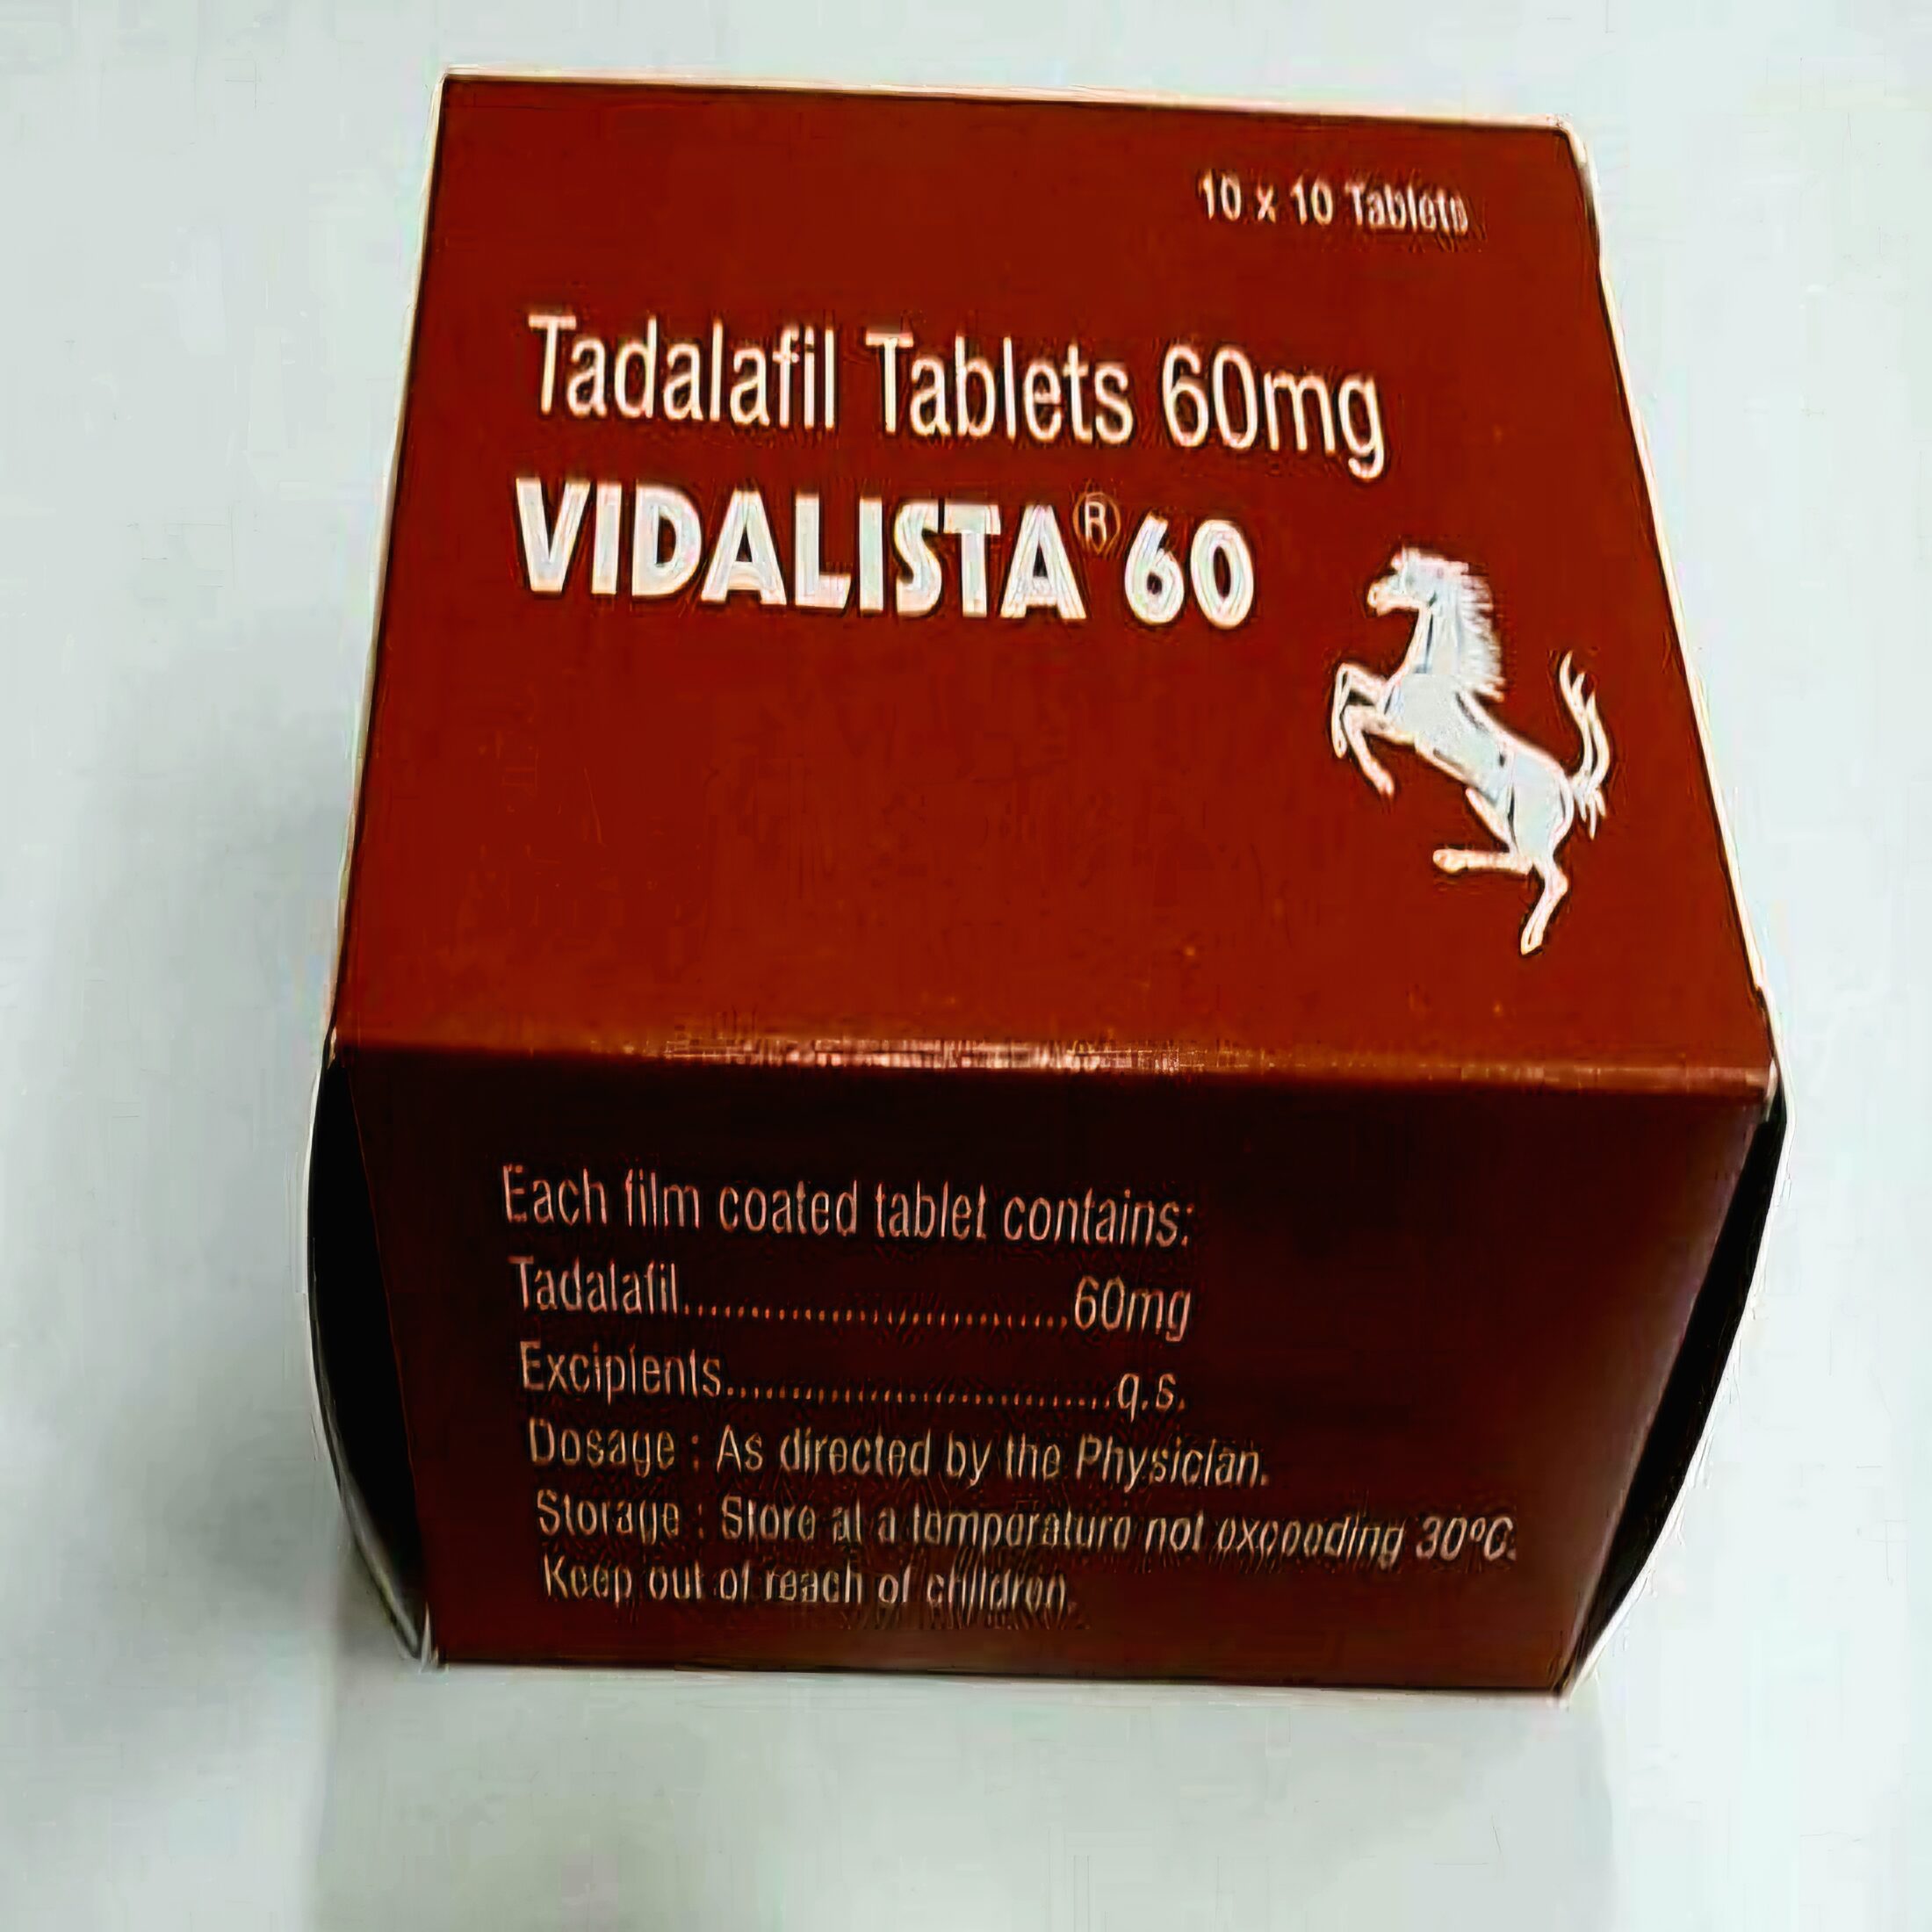 10 x 10 Tablets
Tadalafil Tablets 60mg
VIDALISTA® 60
Each film coated tablet contains:
Tadalafil................................60mg
Excipients................................q.s.
Dosage : As directed by the Physician.
Storage : Store at a temperature not exceeding 30ºC.
Keep out of reach of children.